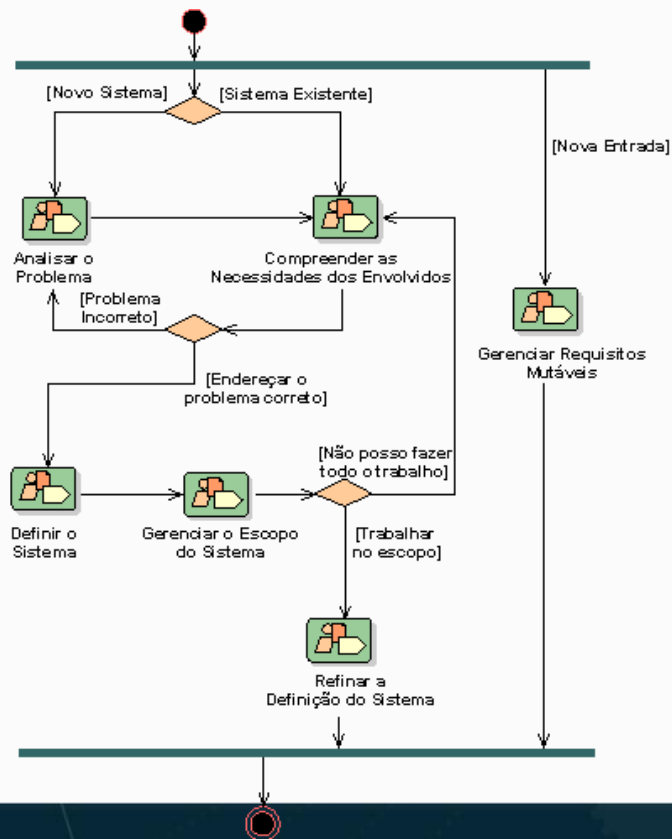 [Novo Sistema]
[Sistema Existente]
[Nova Entrada]
Analisar o
Problema
Compreender as
Necessidades dos Envolvidos
[Problema
Incorreto]
Gerenciar Requisitos
Mutáveis
[Endereçar o
problema correto]
[Não posso fazer
todo o trabalho]
Definir o
Sistema
Gerenciar o Escopo
do Sistema
[Trabalhar
no escopo]
Refinar a
Definição do Sistema